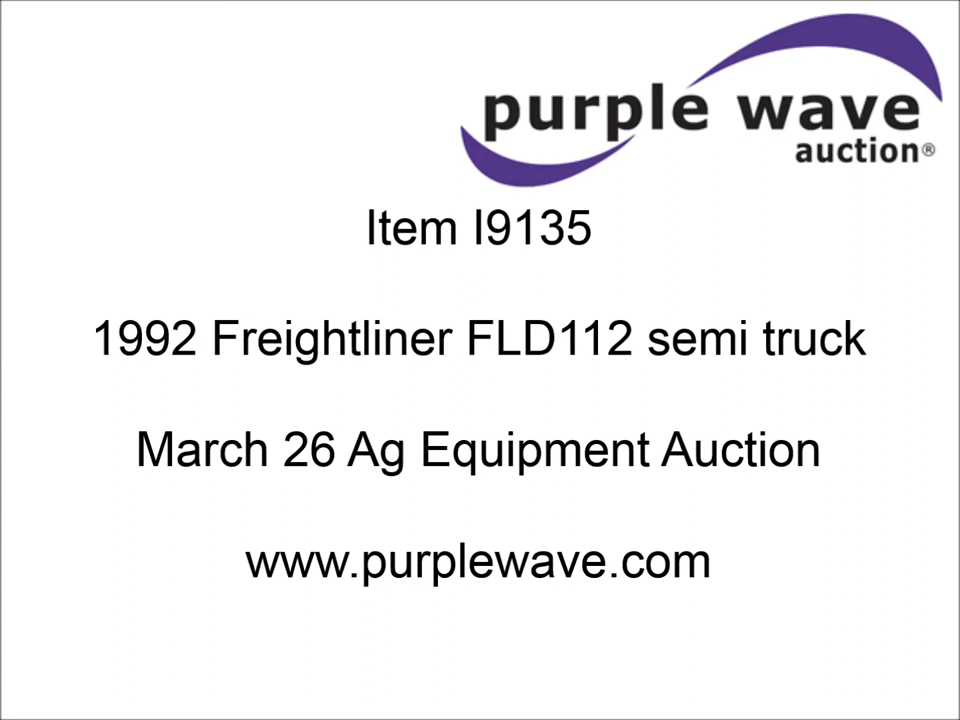 purple wave
auction®
Item I9135
1992 Freightliner FLD112 semi truck
March 26 Ag Equipment Auction
www.purplewave.com